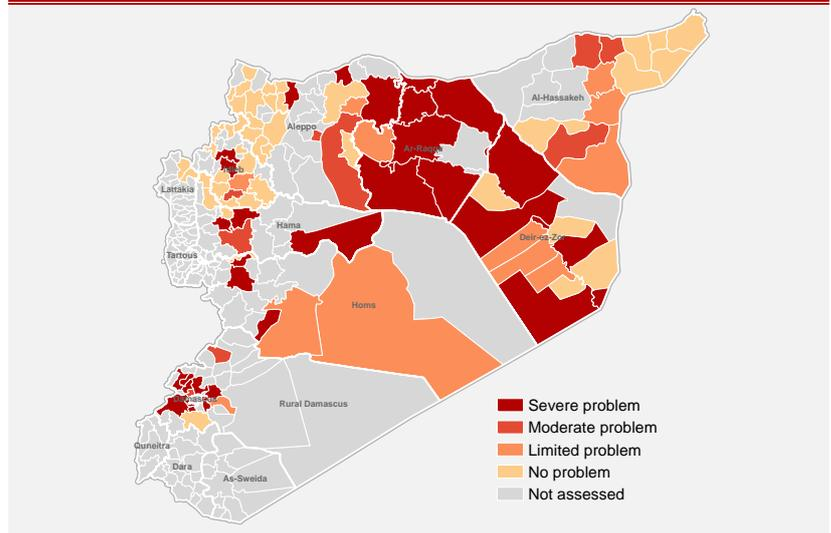 Al-Hassakeh
Aleppo
Ar-Raqqa
Idleb
Lattakia
Hama
Deir-ez-Zor
Tartous
Homs
Damascus
Rural Damascus
Severe problem
Moderate problem
Limited problem
No problem
Not assessed
Quneitra
Dara
As-Sweida